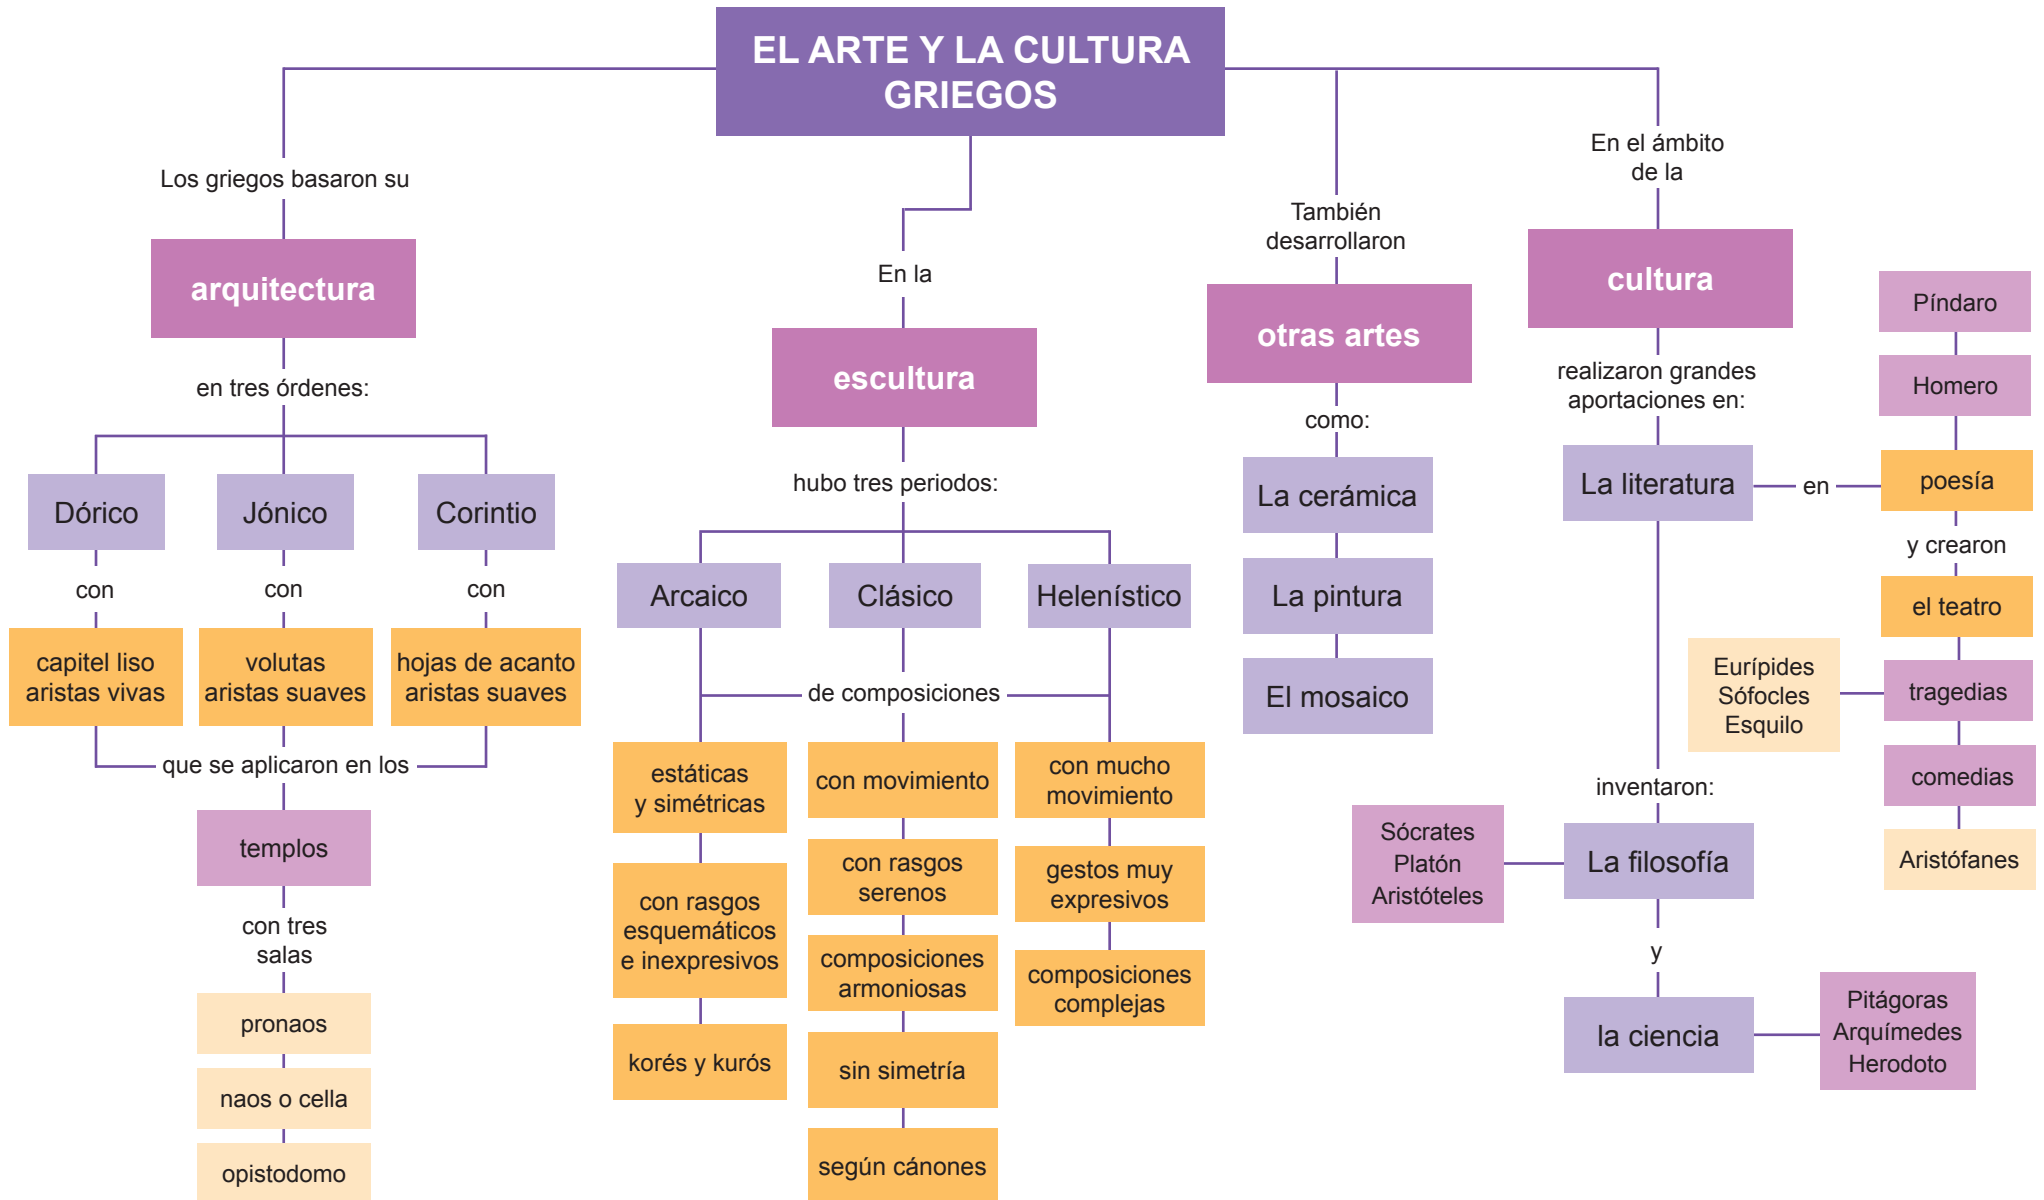 EL ARTE Y LA CULTURA
GRIEGOS
Los griegos basaron su
arquitectura
en tres órdenes:
Dórico
Jónico
Corintio
con
con
con
capitel liso
aristas vivas
volutas
aristas suaves
hojas de acanto
aristas suaves
que se aplicaron en los
templos
con tres
salas
pronaos
naos o cella
opistodomo
En la
escultura
hubo tres periodos:
Arcaico
Clásico
Helenístico
de composiciones
estáticas
y simétricas
con rasgos
esquemáticos
e inexpresivos
korés y kurós
con movimiento
con rasgos
serenos
composiciones
armoniosas
sin simetría
según cánones
con mucho
movimiento
gestos muy
expresivos
composiciones
complejas
También
desarrollaron
otras artes
como:
La cerámica
La pintura
El mosaico
En el ámbito
de la
cultura
realizaron grandes
aportaciones en:
La literatura
en
Píndaro
Homero
poesía
y crearon
el teatro
tragedias
Eurípides
Sófocles
Esquilo
comedias
Aristófanes
inventaron:
La filosofía
Sócrates
Platón
Aristóteles
y
la ciencia
Pitágoras
Arquímedes
Herodoto